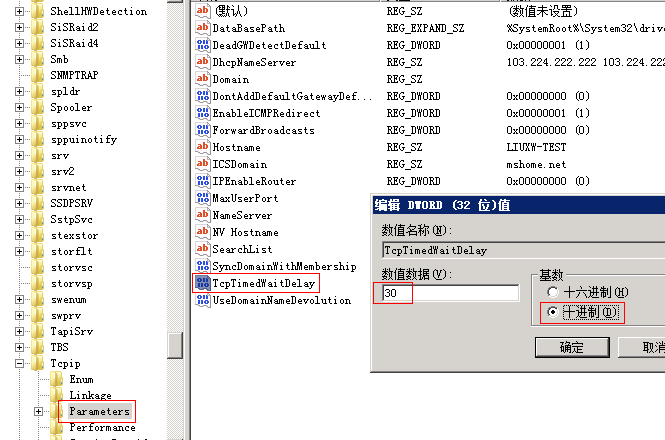 ShellHWDetection
SiSRaid2
SiSRaid4
Smb
SNMPTRAP
spldr
Spooler
sppsvc
sppuinotify
srv
srv2
srvnet
SSDPSRV
SstpSvc
stexstor
storflt
storvsc
storvsp
swenum
swprv
TapiSrv
TBS
Tcpip
Enum
Linkage
Parameters
Performance
(默认) REG_SZ (数值未设置)
DataBasePath REG_EXPAND_SZ %SystemRoot%\System32\drive
DeadGWDetectDefault REG_DWORD 0x00000001 (1)
DhcpNameServer REG_SZ 103.224.222.222 103.224.
Domain REG_SZ
DontAddDefaultGatewayDef... REG_DWORD 0x00000000 (0)
EnableICMPRedirect REG_DWORD 0x00000001 (1)
ForwardBroadcasts REG_DWORD 0x00000000 (0)
Hostname REG_SZ LIUXW-TEST
ICSDomain REG_SZ mshome.net
IPEnableRouter REG_DWORD 0x00000000 (0)
MaxUserPort
NameServer
NV Hostname
SearchList
SyncDomainWithMembership
TcpTimedWaitDelay
UseDomainNameDevolution
编辑 DWORD (32 位)值
数值名称(N):
TcpTimedWaitDelay
数值数据(V):
30
基数
十六进制(H)
十进制(D)
确定
取消